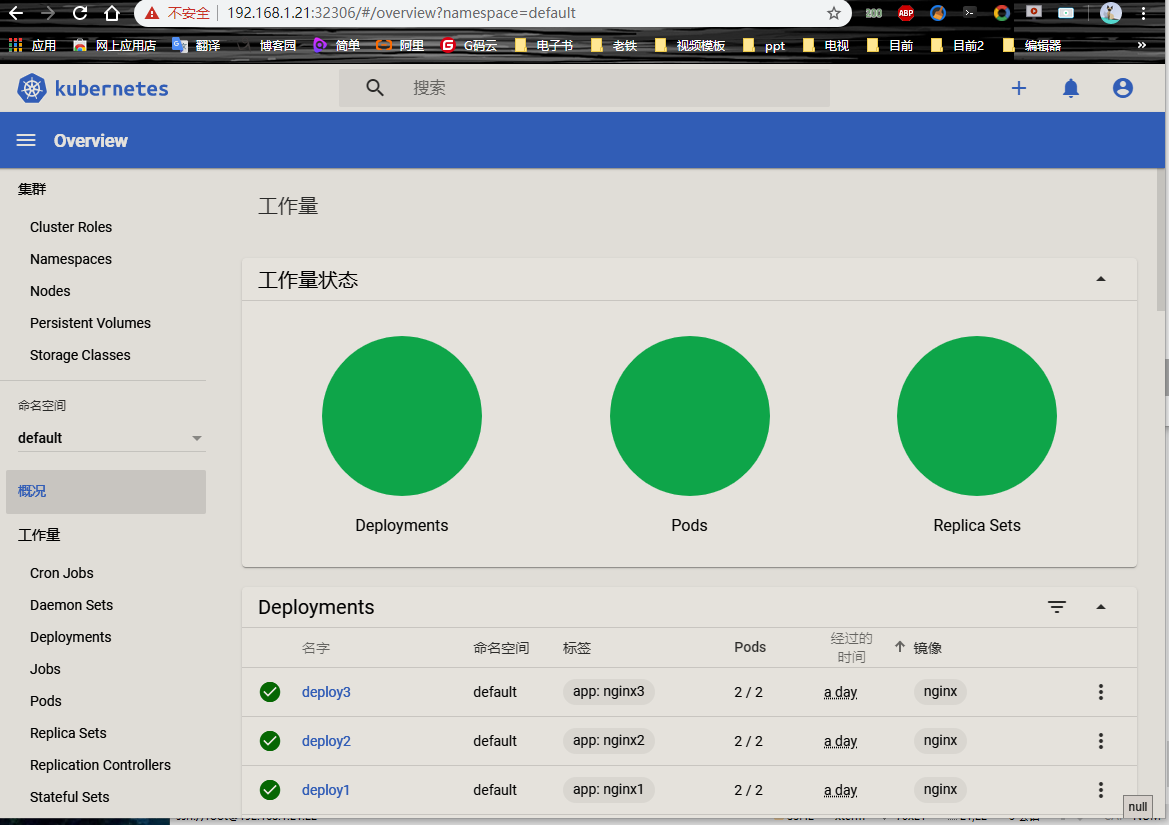 不安全 192.168.1.21:32306/#/overview?namespace=default
应用 网上应用店 翻译 博客园 简单 阿里 G码云 电子书 老铁 视频模板 ppt 电视 目前 目前2 编辑器 »
kubernetes 搜索
Overview
集群
Cluster Roles
Namespaces
Nodes
Persistent Volumes
Storage Classes
命名空间
default
概况
工作量
Cron Jobs
Daemon Sets
Deployments
Jobs
Pods
Replica Sets
Replication Controllers
Stateful Sets
工作量
工作量状态
Deployments Pods Replica Sets
Deployments
名字 命名空间 标签 Pods 经过的时间 镜像
deploy3 default app: nginx3 2 / 2 a day nginx
deploy2 default app: nginx2 2 / 2 a day nginx
deploy1 default app: nginx1 2 / 2 a day nginx
null